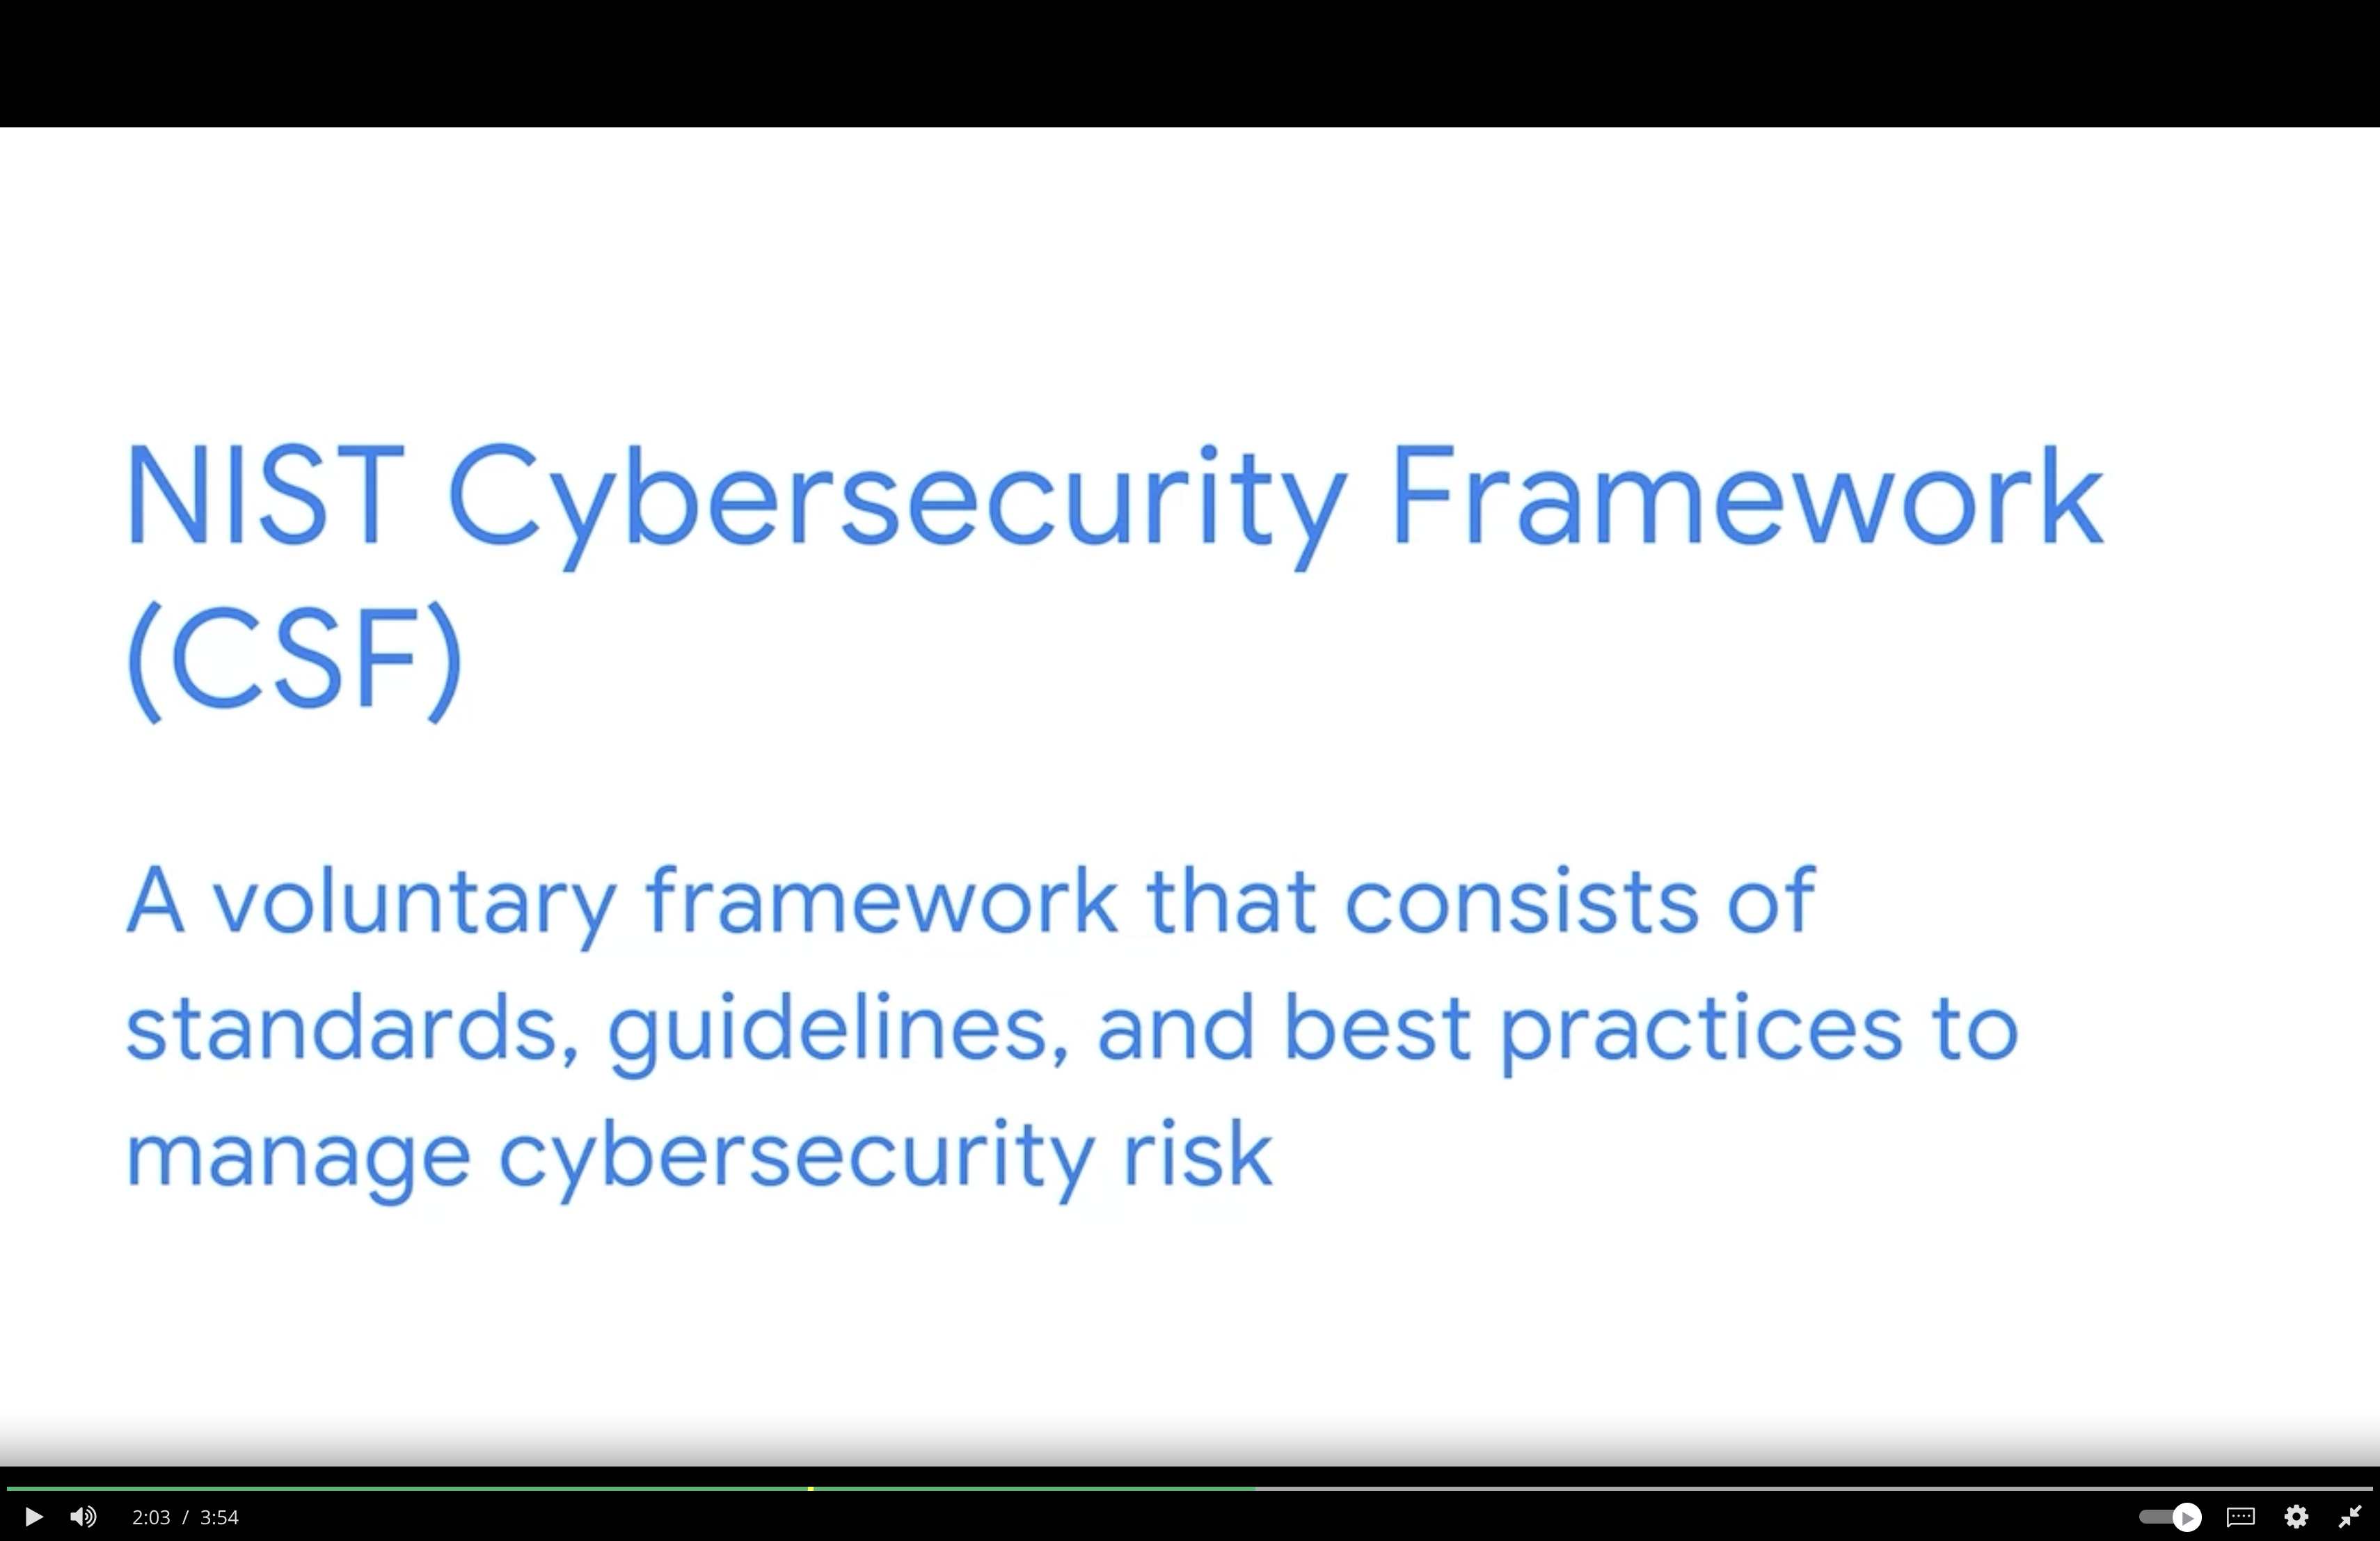 NIST Cybersecurity Framework
(CSF)
A voluntary framework that consists of
standards, guidelines, and best practices to
manage cybersecurity risk
2:03 / 3:54